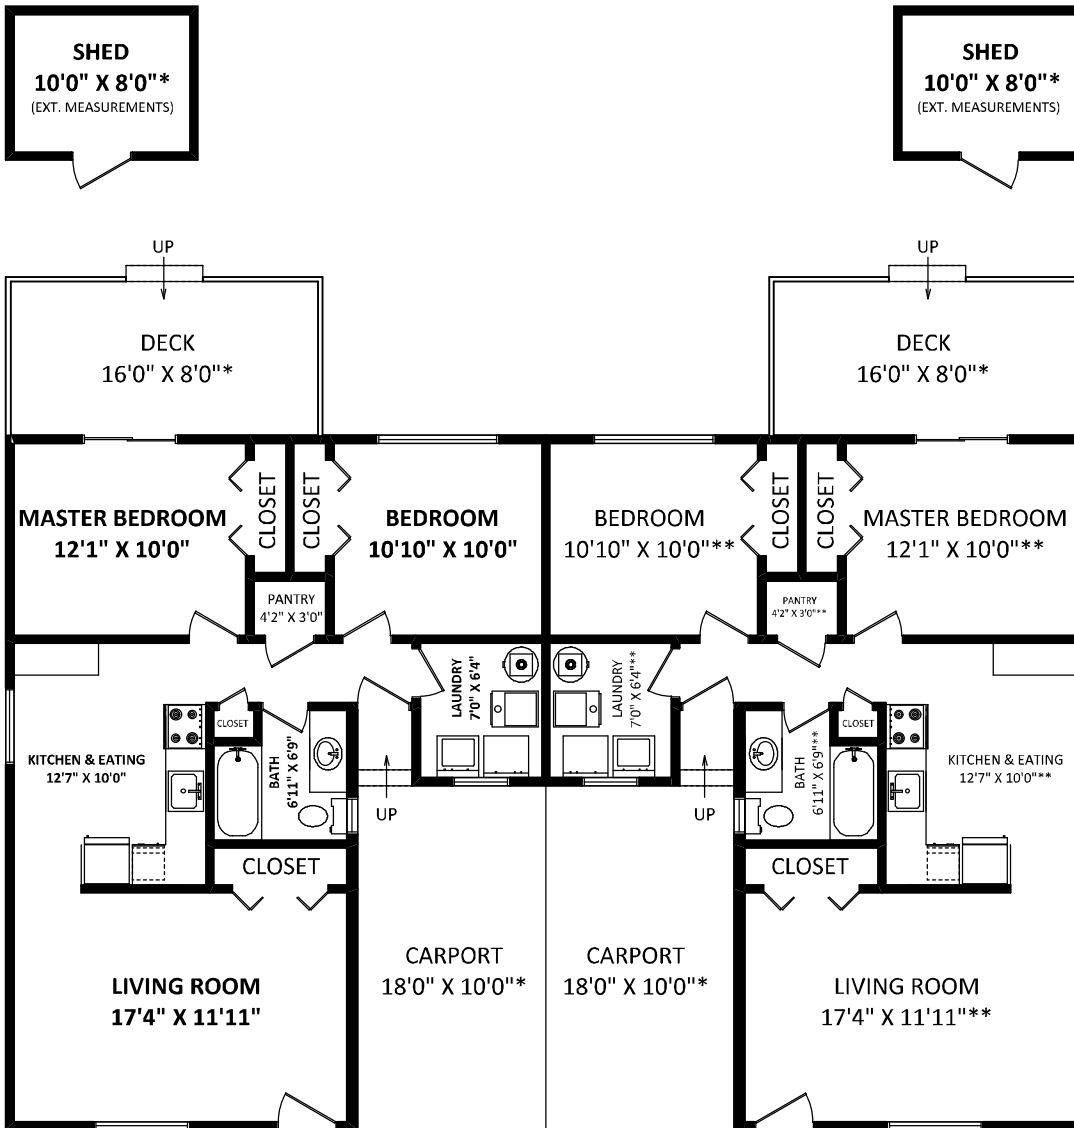 SHED
10'0" X 8'0"*
(EXT. MEASUREMENTS)
SHED
10'0" X 8'0"*
(EXT. MEASUREMENTS)
UP
UP
DECK
16'0" X 8'0"*
DECK
16'0" X 8'0"*
MASTER BEDROOM
12'1" X 10'0"
CLOSET
CLOSET
BEDROOM
10'10" X 10'0"
BEDROOM
10'10" X 10'0"**
CLOSET
CLOSET
MASTER BEDROOM
12'1" X 10'0"**
PANTRY
4'2" X 3'0"
PANTRY
4'2" X 3'0"**
LAUNDRY
7'0" X 6'4"
LAUNDRY
7'0" X 6'4"**
CLOSET
CLOSET
KITCHEN & EATING
12'7" X 10'0"
BATH
6'11" X 6'9"
BATH
6'11" X 6'9"**
KITCHEN & EATING
12'7" X 10'0"**
UP
UP
CLOSET
CLOSET
CARPORT
18'0" X 10'0"*
CARPORT
18'0" X 10'0"*
LIVING ROOM
17'4" X 11'11"
LIVING ROOM
17'4" X 11'11"**